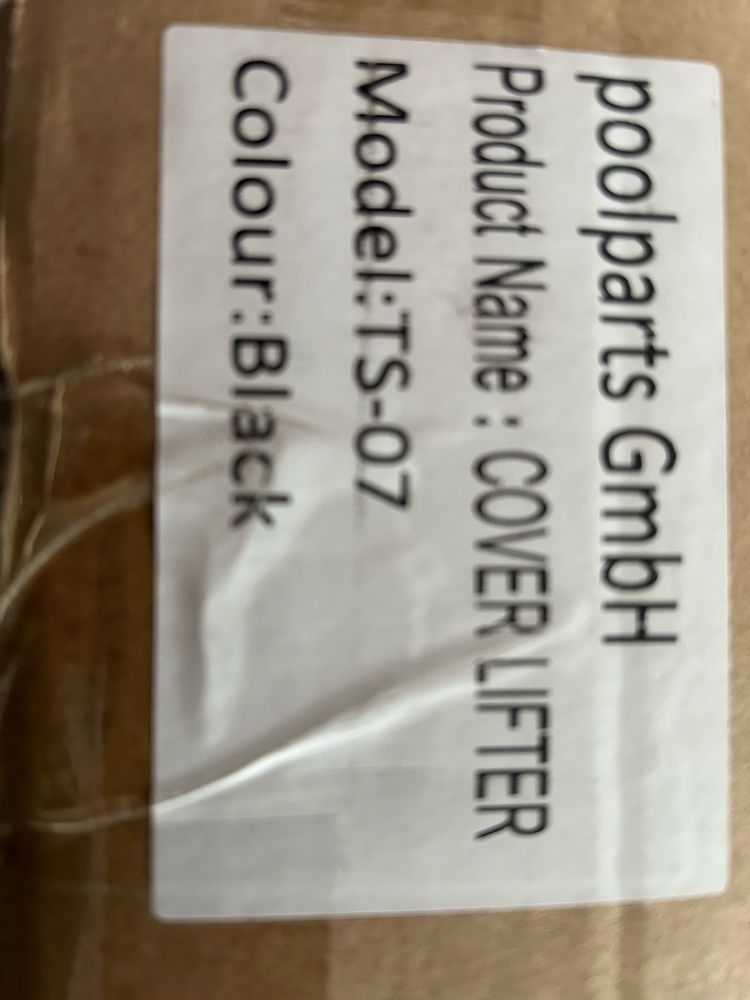 poolparts GmbH
Product Name : COVER LIFTER
Model:TS-07
Colour:Black